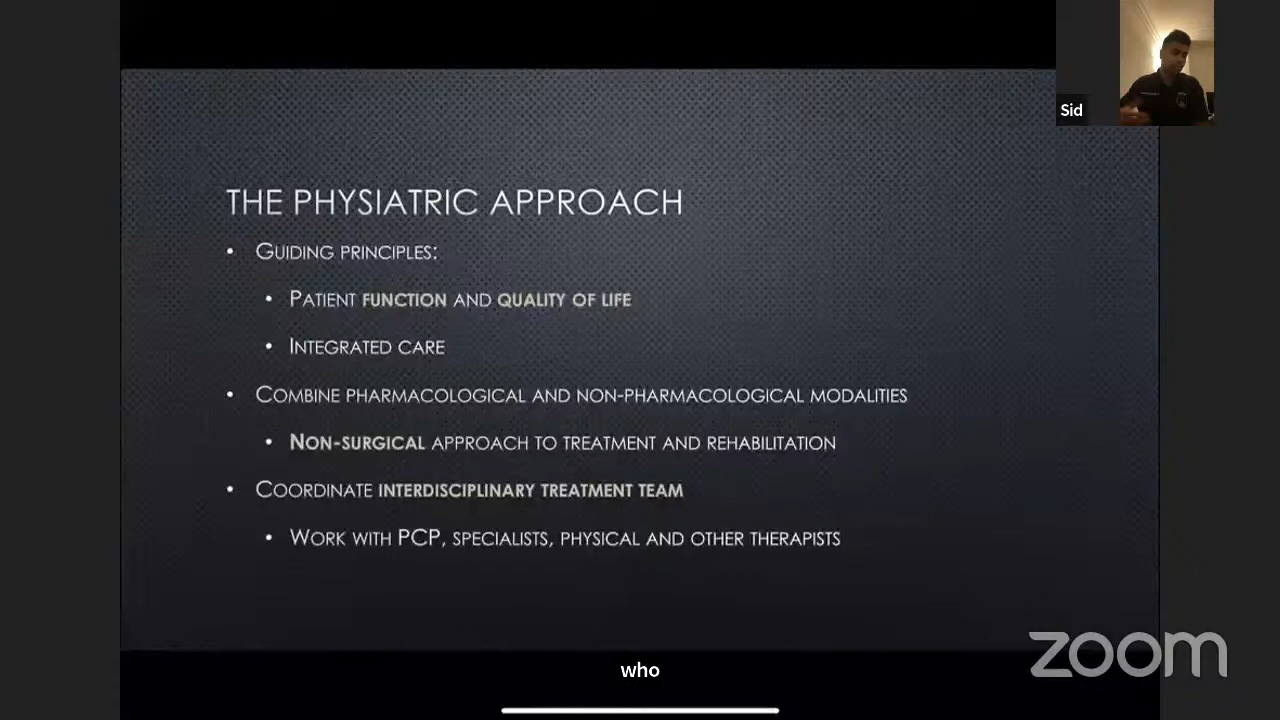 Sid
THE PHYSIATRIC APPROACH
• GUIDING PRINCIPLES:
• PATIENT FUNCTION AND QUALITY OF LIFE
• INTEGRATED CARE
• COMBINE PHARMACOLOGICAL AND NON-PHARMACOLOGICAL MODALITIES
• NON-SURGICAL APPROACH TO TREATMENT AND REHABILITATION
• COORDINATE INTERDISCIPLINARY TREATMENT TEAM
• WORK WITH PCP, SPECIALISTS, PHYSICAL AND OTHER THERAPISTS
zoom
who